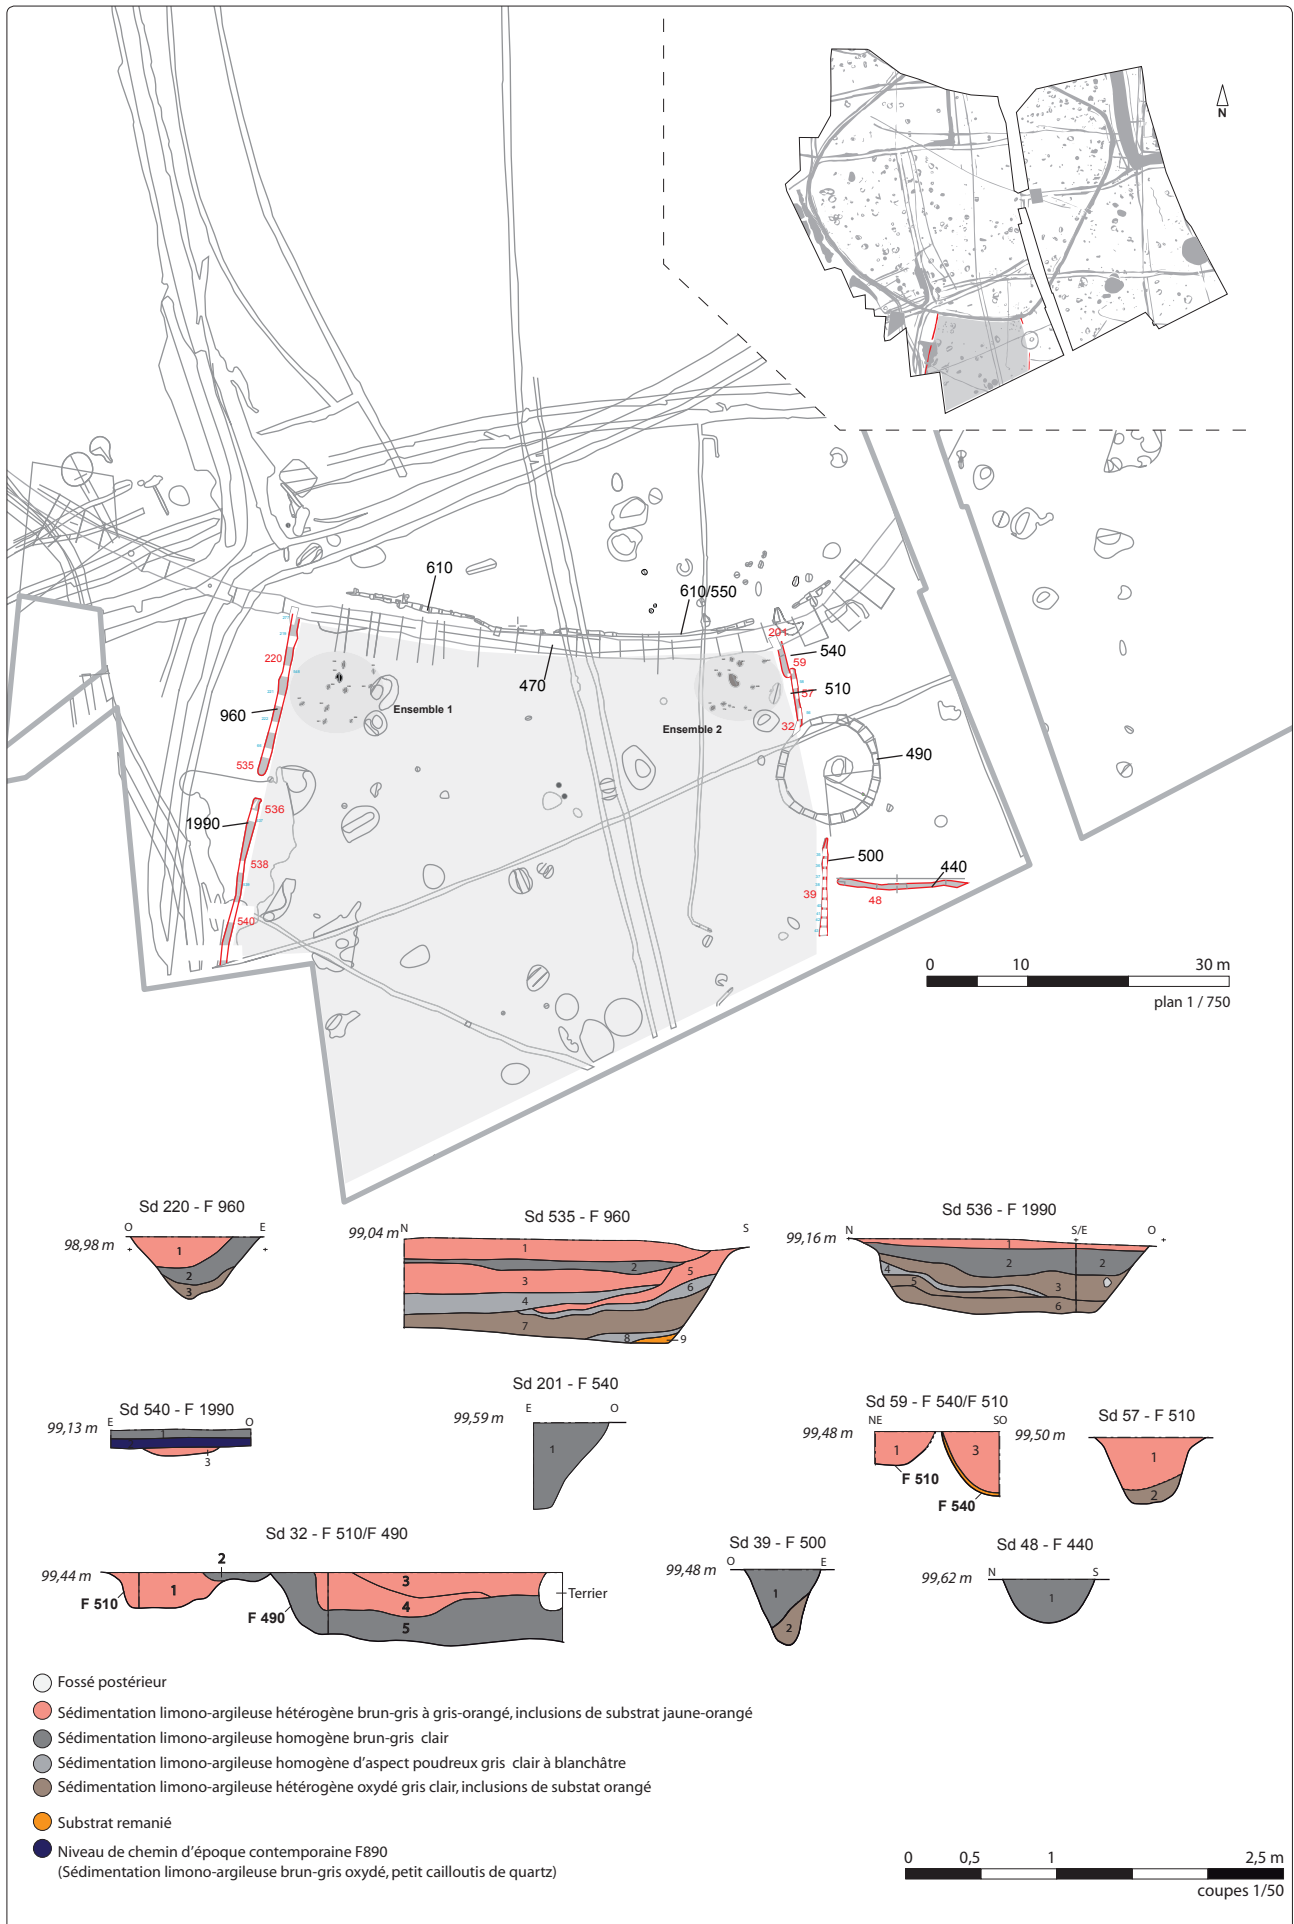 N
610
610/550
201
220
540
59
470
510
57
960
Ensemble 1
Ensemble 2
32
490
535
536
1990
500
538
440
39
48
540
0 10 30 m
plan 1 / 750
Sd 220 - F 960
O E
98,98 m
1
2
3
Sd 535 - F 960
99,04 m N S
1
2
3
4
5
6
7
8
9
Sd 536 - F 1990
N S/E O
99,16 m
1
2 2
3
4
5
6
Sd 540 - F 1990
E O
99,13 m
1
3
Sd 201 - F 540
E O
99,59 m
1
Sd 59 - F 540/F 510
NE SO
99,48 m
1 3
F 510
F 540
Sd 57 - F 510
99,50 m
1
2
Sd 32 - F 510/F 490
99,44 m
2
1
3
4
5
F 510
F 490
Terrier
Sd 39 - F 500
O E
99,48 m
1
2
Sd 48 - F 440
N S
99,62 m
1
Fossé postérieur
Sédimentation limono-argileuse hétérogène brun-gris à gris-orangé, inclusions de substrat jaune-orangé
Sédimentation limono-argileuse homogène brun-gris clair
Sédimentation limono-argileuse homogène d'aspect poudreux gris clair à blanchâtre
Sédimentation limono-argileuse hétérogène oxydé gris clair, inclusions de substat orangé
Substrat remanié
Niveau de chemin d'époque contemporaine F890
(Sédimentation limono-argileuse brun-gris oxydé, petit cailloutis de quartz)
0 0,5 1 2,5 m
coupes 1/50